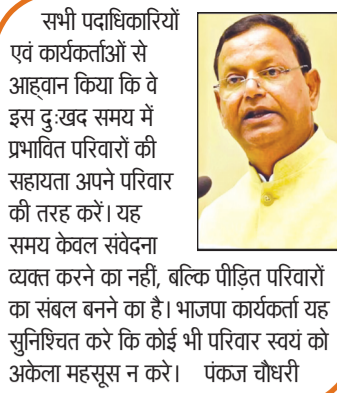 सभी पदाधिकारियों
एवं कार्यकर्ताओं से
आह्वान किया कि वे
इस दुःखद समय में
प्रभावित परिवारों की
सहायता अपने परिवार
की तरह करें। यह
समय केवल संवेदना
व्यक्त करने का नहीं, बल्कि पीड़ित परिवारों
का संबल बनने का है। भाजपा कार्यकर्ता यह
सुनिश्चित करे कि कोई भी परिवार स्वयं को
अकेला महसूस न करे। पंकज चौधरी